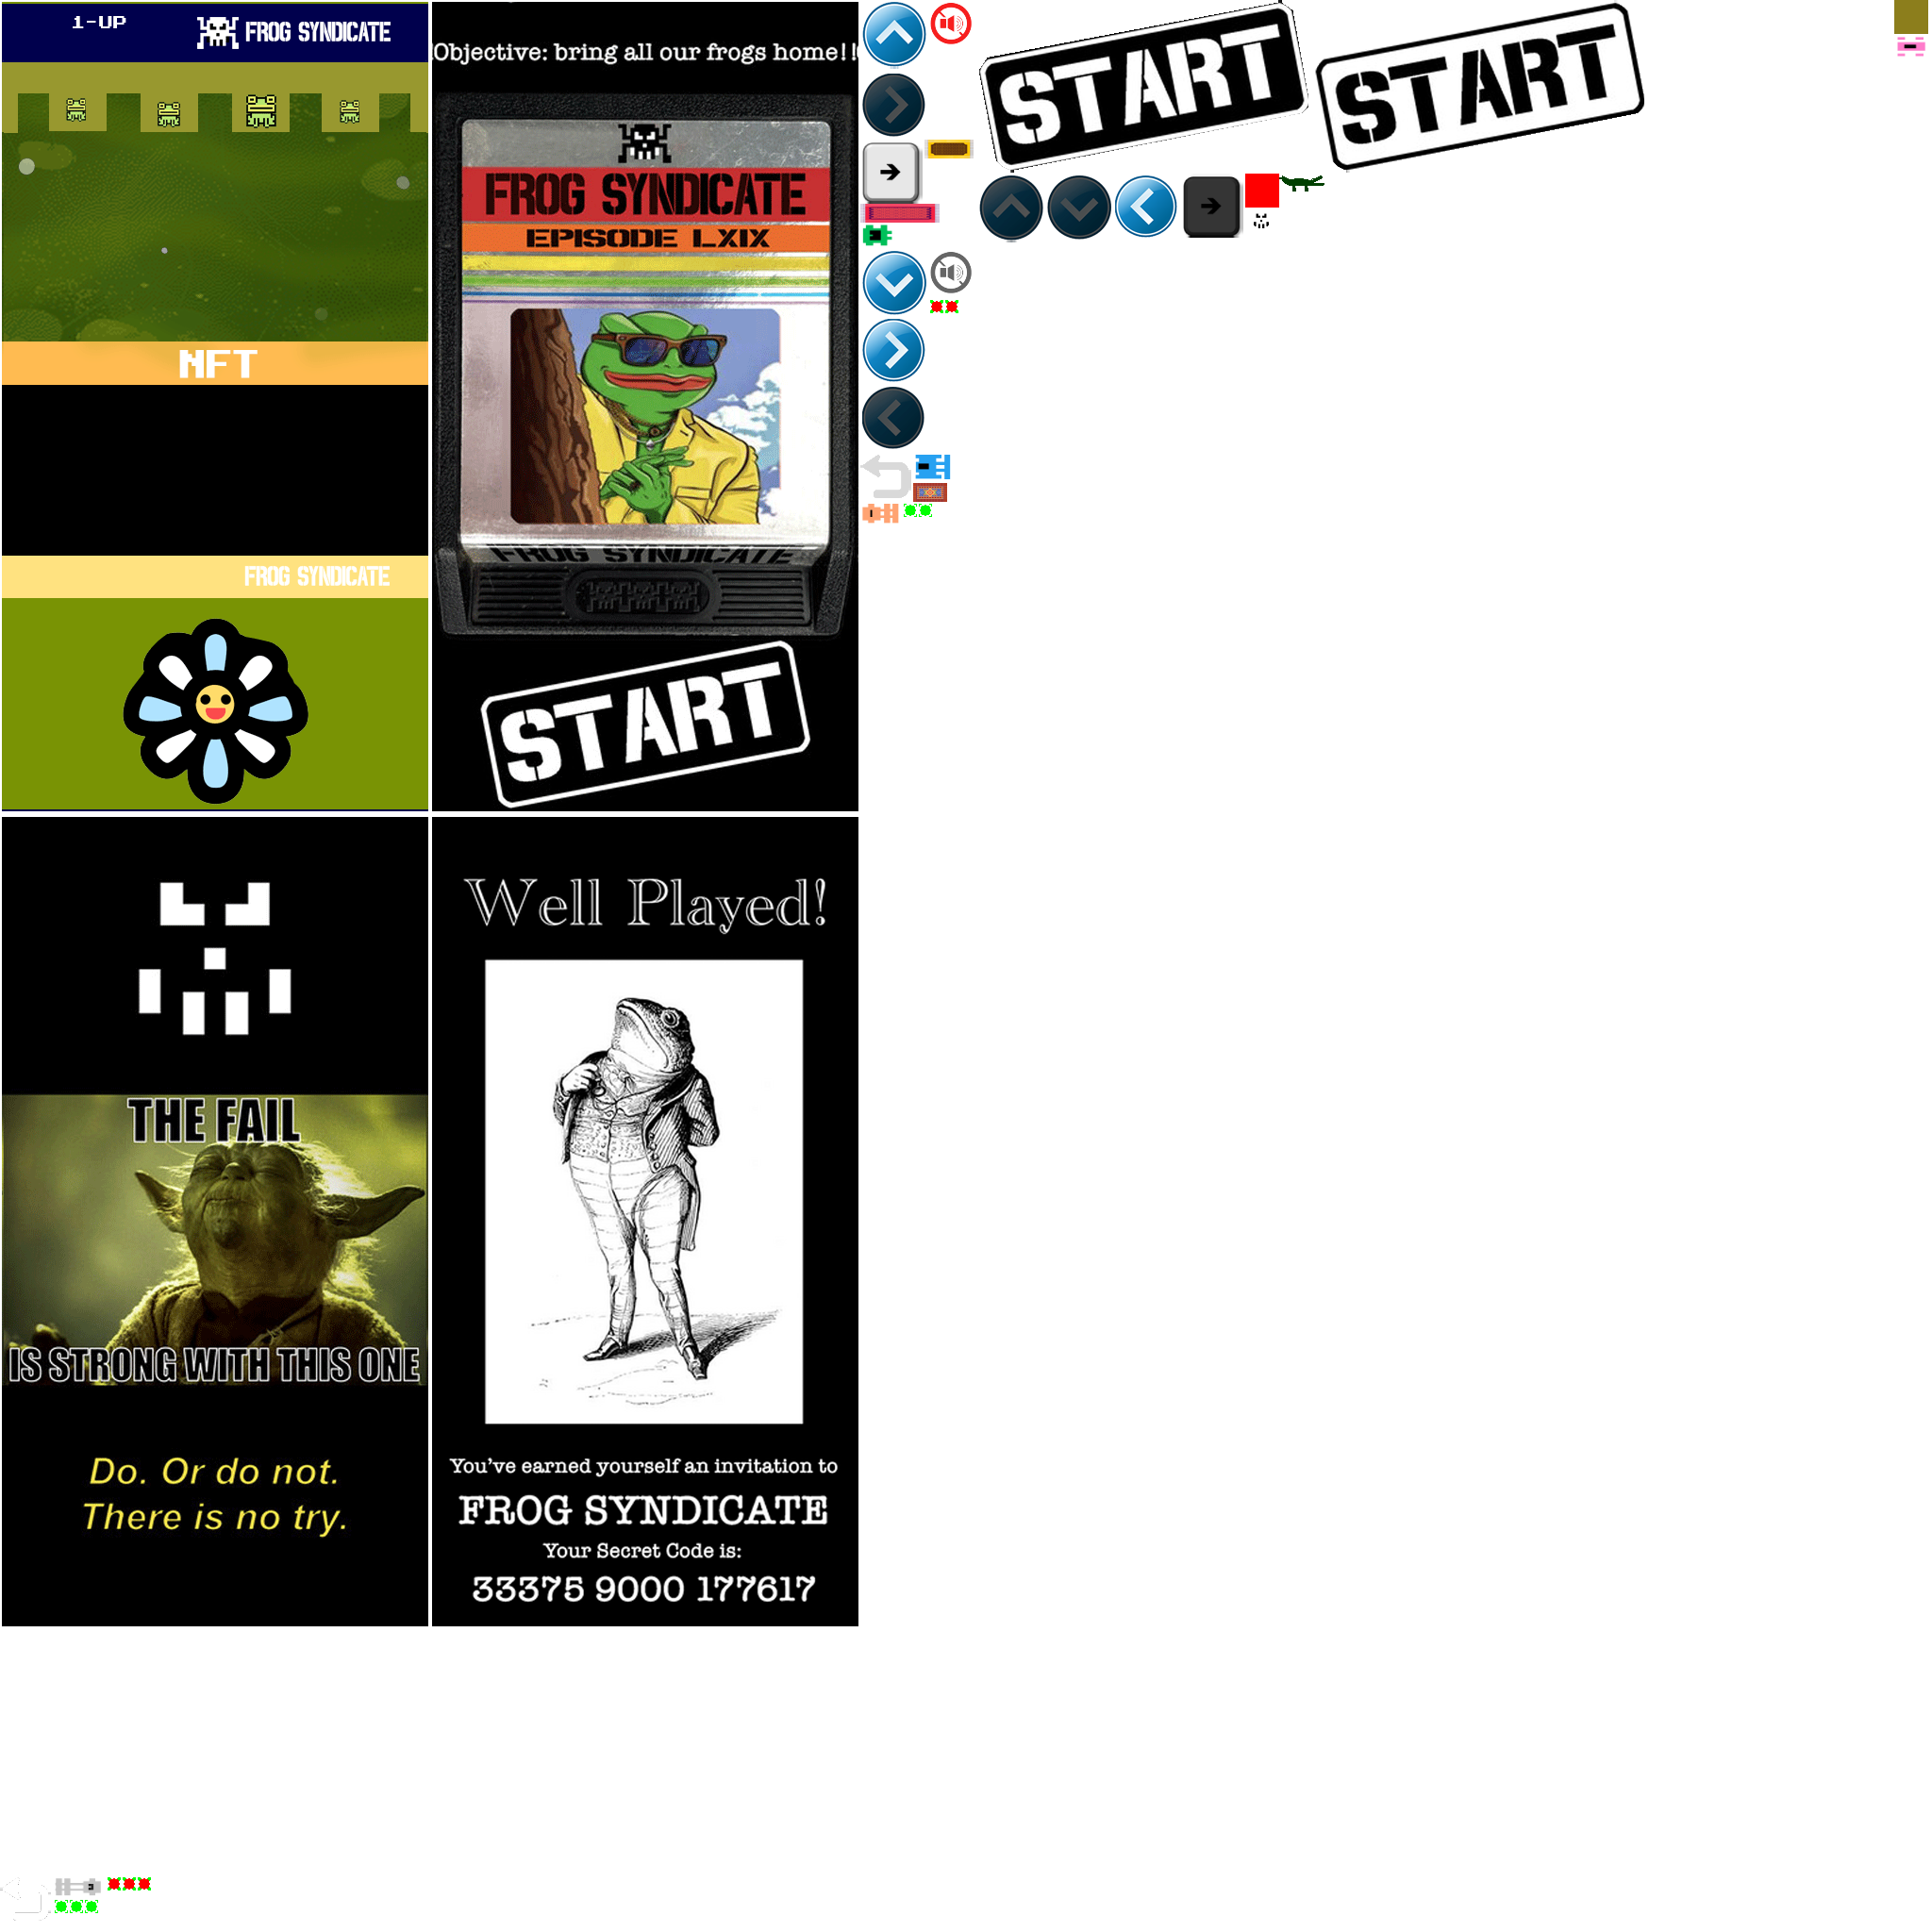 1-UP
FROG SYNDICATE
NFT
FROG SYNDICATE
!Objective: bring all our frogs home!!
FROG SYNDICATE
EPISODE LXIX
FROG SYNDICATE
START
START
START
THE FAIL
IS STRONG WITH THIS ONE
Do. Or do not.
There is no try.
Well Played!
You've earned yourself an invitation to
FROG SYNDICATE
Your Secret Code is:
33375 9000 177617